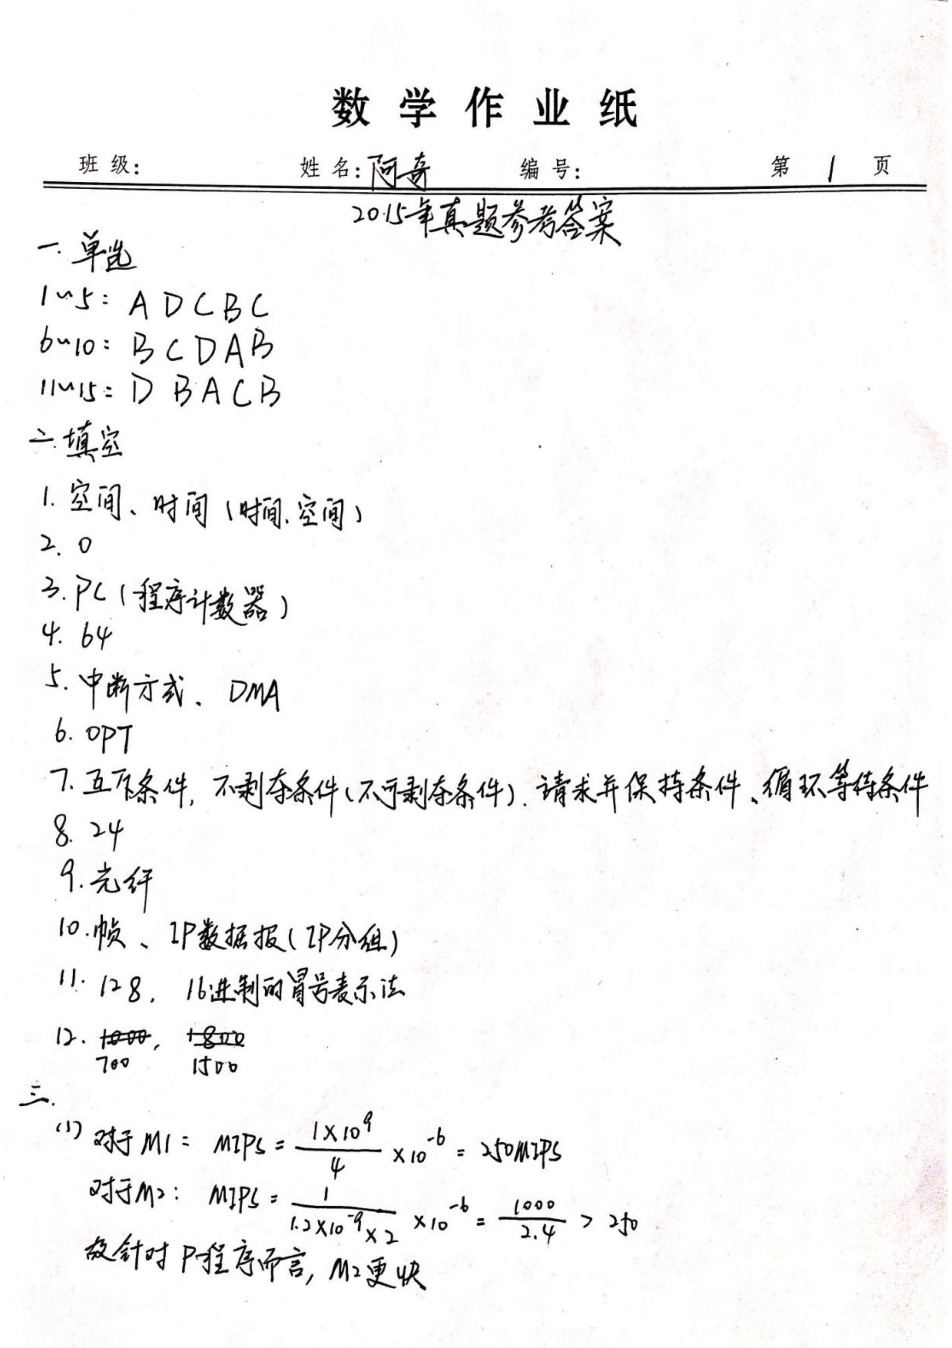 数学作业纸
班级: 姓名:阿奇 编号: 第 1 页
2015年真题参考答案
一.单选
1~5: A D C B C
6~10: B C D A B
11~15: D B A C B
二.填空
1. 空间、时间(时间、空间)
2. 0
3. PC(程序计数器)
4. 64
5. 中断方式、DMA
6. OPT
7. 互斥条件, 不剥夺条件(不可剥夺条件)、请求并保持条件、循环等待条件
8. 24
9. 光纤
10. 帧、IP数据报(IP分组)
11. 128, 16进制的冒号表示法
12. 1000, 1800
700 1500
三.
(1) 对于M1: MIPS = 1×10^9 / 4 × 10^-6 = 250MIPS
对于M2: MIPS = 1 / (1.2×10^-9 × 2) × 10^-6 = 1000 / 2.4 > 250
故针对P程序而言, M2更快